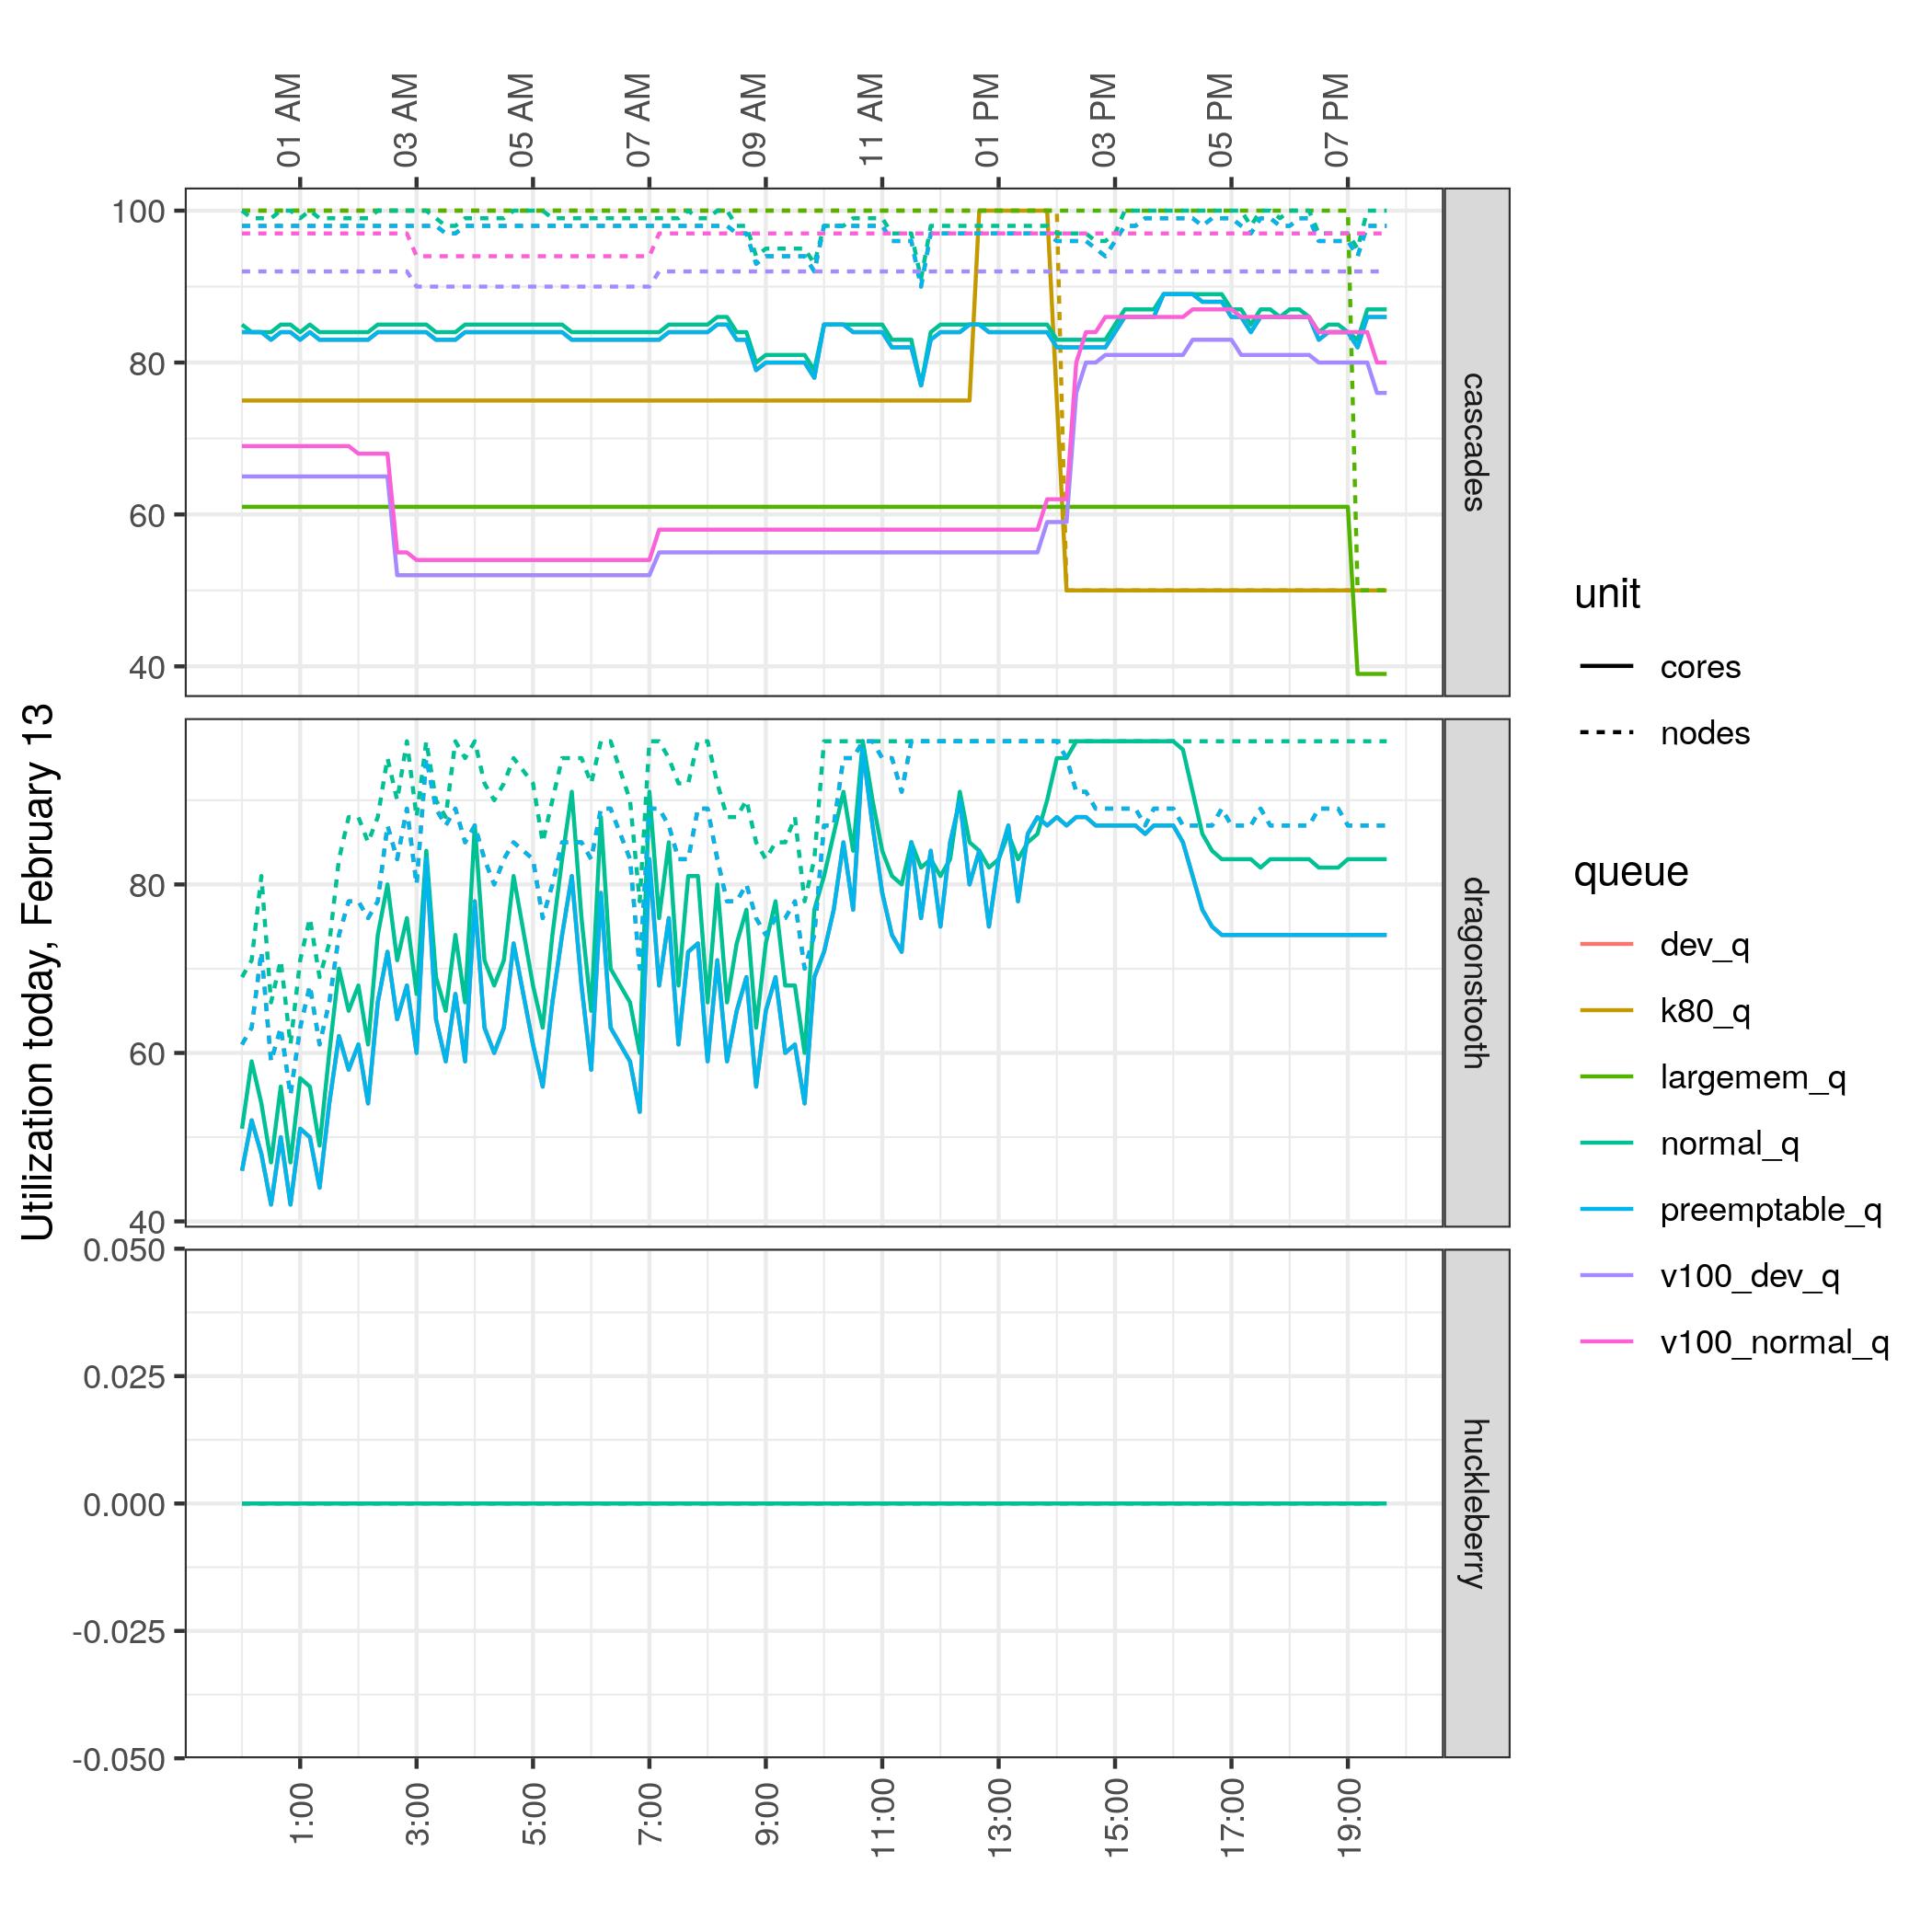 01 AM
03 AM
05 AM
07 AM
09 AM
11 AM
01 PM
03 PM
05 PM
07 PM
100
80
60
40
cascades
80
60
40
dragonstooth
0.050
0.025
0.000
-0.025
-0.050
huckleberry
1:00
3:00
5:00
7:00
9:00
11:00
13:00
15:00
17:00
19:00
Utilization today, February 13
unit
cores
nodes
queue
dev_q
k80_q
largemem_q
normal_q
preemptable_q
v100_dev_q
v100_normal_q